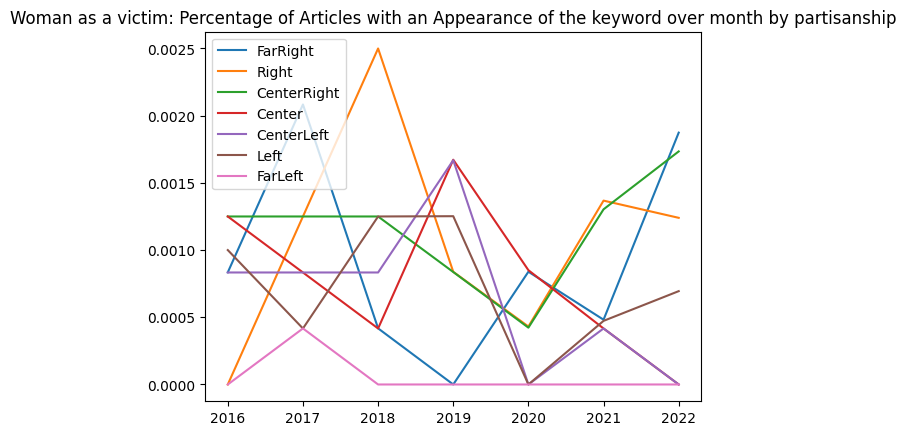 Woman as a victim: Percentage of Articles with an Appearance of the keyword over month by partisanship
0.0025
0.0020
0.0015
0.0010
0.0005
0.0000
FarRight
Right
CenterRight
Center
CenterLeft
Left
FarLeft
2016 2017 2018 2019 2020 2021 2022